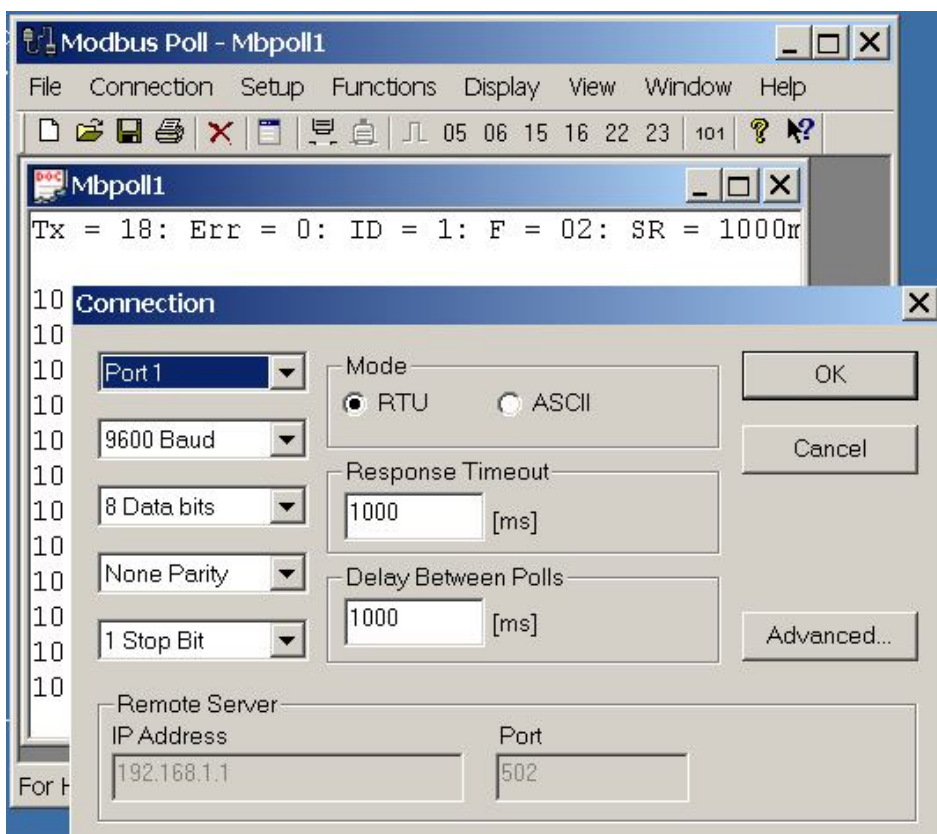 Modbus Poll - Mbpoll1
File Connection Setup Functions Display View Window Help
05 06 15 16 22 23 101
Mbpoll1
Tx = 18: Err = 0: ID = 1: F = 02: SR = 1000m
10
Connection
10
10
Port 1
Mode
OK
10
RTU
ASCII
10
9600 Baud
Cancel
10
Response Timeout
10
8 Data bits
1000
[ms]
10
10
None Parity
Delay Between Polls
10
1000
[ms]
10
1 Stop Bit
Advanced...
10
Remote Server
IP Address
Port
192.168.1.1
502
For H